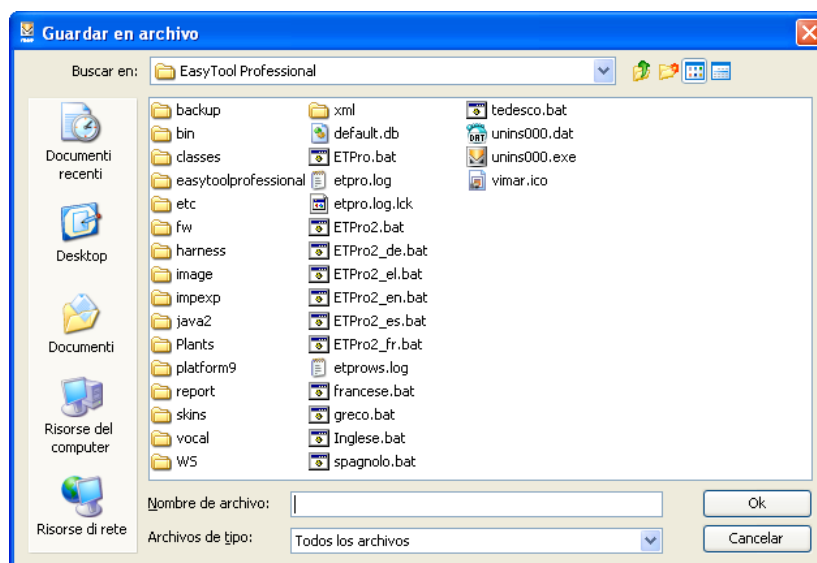 Guardar en archivo
Buscar en: EasyTool Professional
Documenti recenti
Desktop
Documenti
Risorse del computer
Risorse di rete
backup
bin
classes
easytoolprofessional
etc
fw
harness
image
impexp
java2
Plants
platform9
report
skins
vocal
WS
xml
default.db
ETPro.bat
etpro.log
etpro.log.lck
ETPro2.bat
ETPro2_de.bat
ETPro2_el.bat
ETPro2_en.bat
ETPro2_es.bat
ETPro2_fr.bat
etprows.log
francese.bat
greco.bat
Inglese.bat
spagnolo.bat
tedesco.bat
unins000.dat
unins000.exe
vimar.ico
Nombre de archivo:
Ok
Archivos de tipo: Todos los archivos
Cancelar